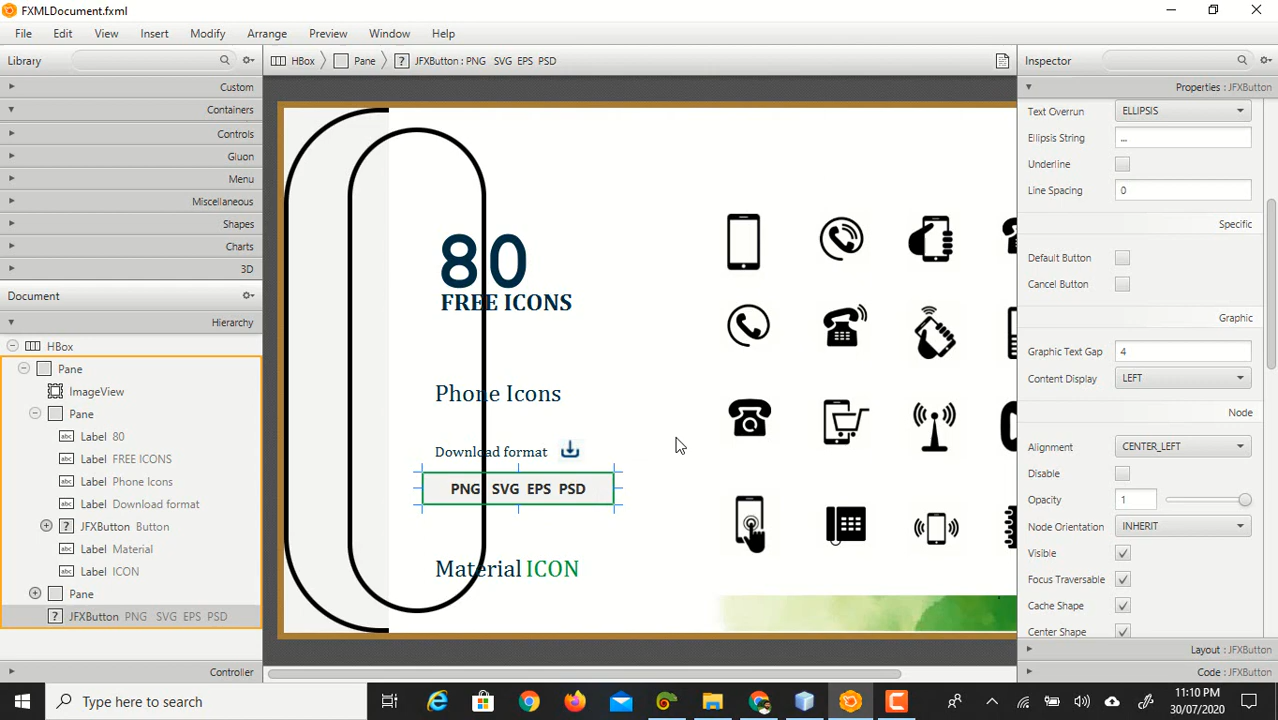 FXMLDocument.fxml
File Edit View Insert Modify Arrange Preview Window Help
Library
HBox Pane ? JFXButton : PNG SVG EPS PSD
Inspector
Custom
Containers
Controls
Gluon
Menu
Miscellaneous
Shapes
Charts
3D
Document
Hierarchy
HBox
Pane
ImageView
Pane
abc Label 80
abc Label FREE ICONS
abc Label Phone Icons
abc Label Download format
? JFXButton Button
abc Label Material
abc Label ICON
Pane
? JFXButton PNG SVG EPS PSD
Controller
80
FREE ICONS
Phone Icons
Download format
PNG SVG EPS PSD
Material ICON
Properties : JFXButton
Text Overrun ELLIPSIS
Ellipsis String ...
Underline
Line Spacing 0
Specific
Default Button
Cancel Button
Graphic
Graphic Text Gap 4
Content Display LEFT
Node
Alignment CENTER_LEFT
Disable
Opacity 1
Node Orientation INHERIT
Visible
Focus Traversable
Cache Shape
Center Shape
Layout : JFXButton
Code : JFXButton
Type here to search
11:10 PM
30/07/2020